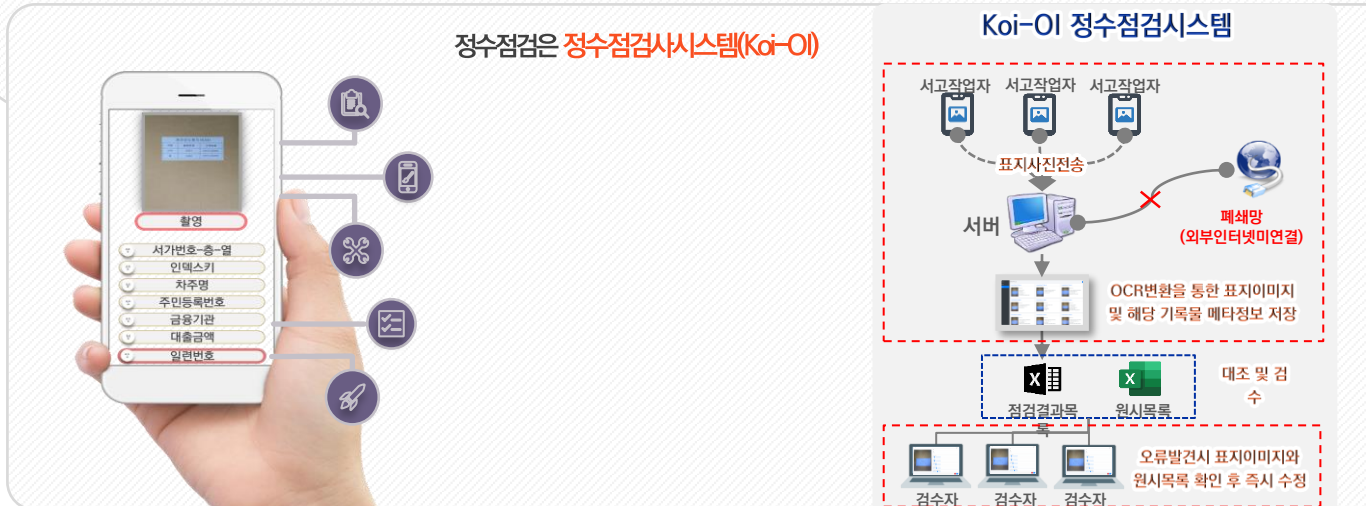 정수점검은 정수점검사시스템(Koi-OI)
촬영
서가번호-층-열
인덱스키
차주명
주민등록번호
금융기관
대출금액
일련번호
Koi-OI 정수점검시스템
서고작업자 서고작업자 서고작업자
표지사진전송
서버
폐쇄망
(외부인터넷미연결)
OCR변환을 통한 표지이미지
및 해당 기록물 메타정보 저장
점검결과목
록
원시목록
대조 및 검
수
오류발견시 표지이미지와
원시목록 확인 후 즉시 수정
검수자 검수자 검수자